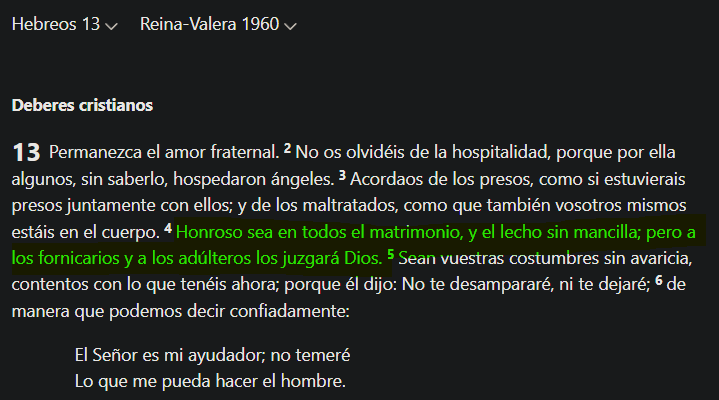 Hebreos 13 Reina-Valera 1960
Deberes cristianos
13 Permanezca el amor fraternal. 2 No os olvidéis de la hospitalidad, porque por ella
algunos, sin saberlo, hospedaron ángeles. 3 Acordaos de los presos, como si estuvierais
presos juntamente con ellos; y de los maltratados, como que también vosotros mismos
estáis en el cuerpo. 4 Honroso sea en todos el matrimonio, y el lecho sin mancilla; pero a
los fornicarios y a los adúlteros los juzgará Dios. 5 Sean vuestras costumbres sin avaricia,
contentos con lo que tenéis ahora; porque él dijo: No te desampararé, ni te dejaré; 6 de
manera que podemos decir confiadamente:
El Señor es mi ayudador; no temeré
Lo que me pueda hacer el hombre.